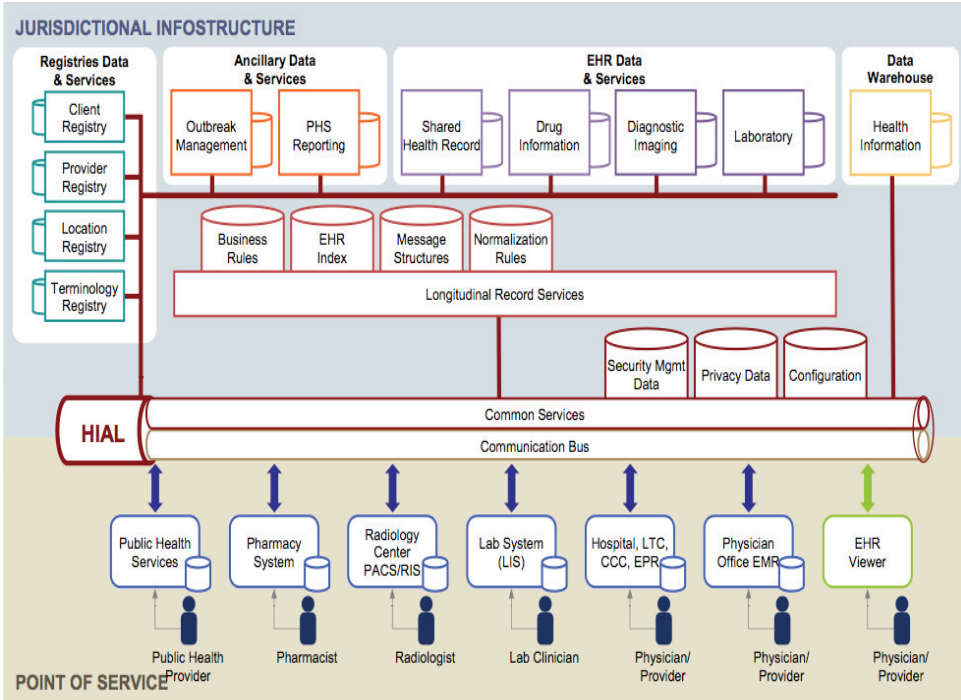 JURISDICTIONAL INFOSTRUCTURE
Registries Data
& Services
Client
Registry
Provider
Registry
Location
Registry
Terminology
Registry
Ancillary Data
& Services
Outbreak
Management
PHS
Reporting
EHR Data
& Services
Shared
Health Record
Drug
Information
Diagnostic
Imaging
Laboratory
Data
Warehouse
Health
Information
Business
Rules
EHR
Index
Message
Structures
Normalization
Rules
Longitudinal Record Services
Security Mgmt
Data
Privacy Data
Configuration
HIAL
Common Services
Communication Bus
Public Health
Services
Pharmacy
System
Radiology
Center
PACS/RIS
Lab System
(LIS)
Hospital, LTC,
CCC, EPR
Physician
Office EMR
EHR
Viewer
Public Health
Provider
Pharmacist
Radiologist
Lab Clinician
Physician/
Provider
Physician/
Provider
Physician/
Provider
POINT OF SERVICE